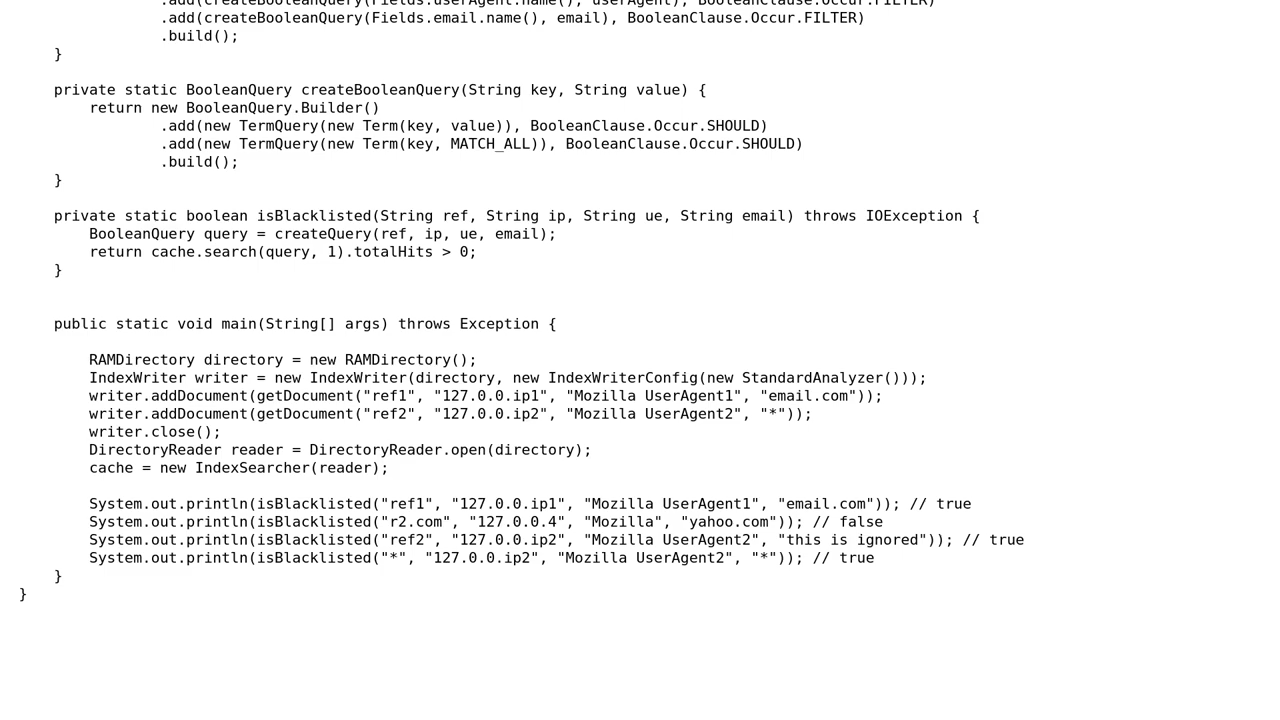 .add(createBooleanQuery(Fields.userAgent.name(), userAgent), BooleanClause.Occur.FILTER)
.add(createBooleanQuery(Fields.email.name(), email), BooleanClause.Occur.FILTER)
.build();
}
private static BooleanQuery createBooleanQuery(String key, String value) {
return new BooleanQuery.Builder()
.add(new TermQuery(new Term(key, value)), BooleanClause.Occur.SHOULD)
.add(new TermQuery(new Term(key, MATCH_ALL)), BooleanClause.Occur.SHOULD)
.build();
}
private static boolean isBlacklisted(String ref, String ip, String ue, String email) throws IOException {
BooleanQuery query = createQuery(ref, ip, ue, email);
return cache.search(query, 1).totalHits > 0;
}
public static void main(String[] args) throws Exception {
RAMDirectory directory = new RAMDirectory();
IndexWriter writer = new IndexWriter(directory, new IndexWriterConfig(new StandardAnalyzer()));
writer.addDocument(getDocument("ref1", "127.0.0.ip1", "Mozilla UserAgent1", "email.com"));
writer.addDocument(getDocument("ref2", "127.0.0.ip2", "Mozilla UserAgent2", "*"));
writer.close();
DirectoryReader reader = DirectoryReader.open(directory);
cache = new IndexSearcher(reader);
System.out.println(isBlacklisted("ref1", "127.0.0.ip1", "Mozilla UserAgent1", "email.com")); // true
System.out.println(isBlacklisted("r2.com", "127.0.0.4", "Mozilla", "yahoo.com")); // false
System.out.println(isBlacklisted("ref2", "127.0.0.ip2", "Mozilla UserAgent2", "this is ignored")); // true
System.out.println(isBlacklisted("*", "127.0.0.ip2", "Mozilla UserAgent2", "*")); // true
}
}